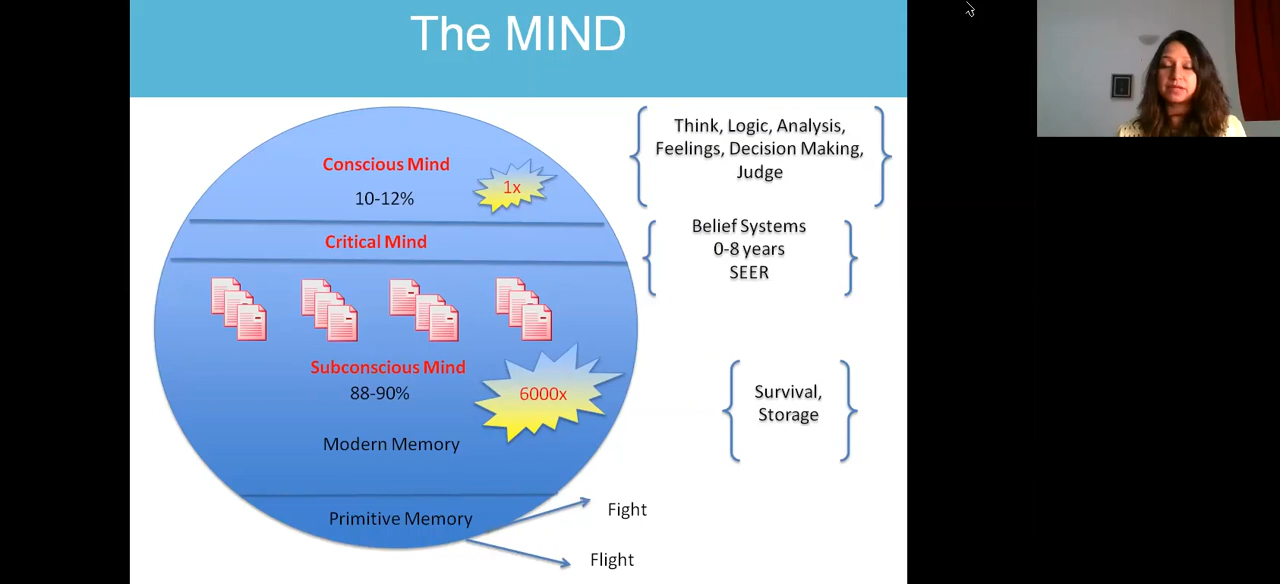 The MIND
Conscious Mind
10-12%
1x
Critical Mind
Subconscious Mind
88-90%
6000x
Modern Memory
Primitive Memory
Think, Logic, Analysis,
Feelings, Decision Making,
Judge
Belief Systems
0-8 years
SEER
Survival,
Storage
Fight
Flight